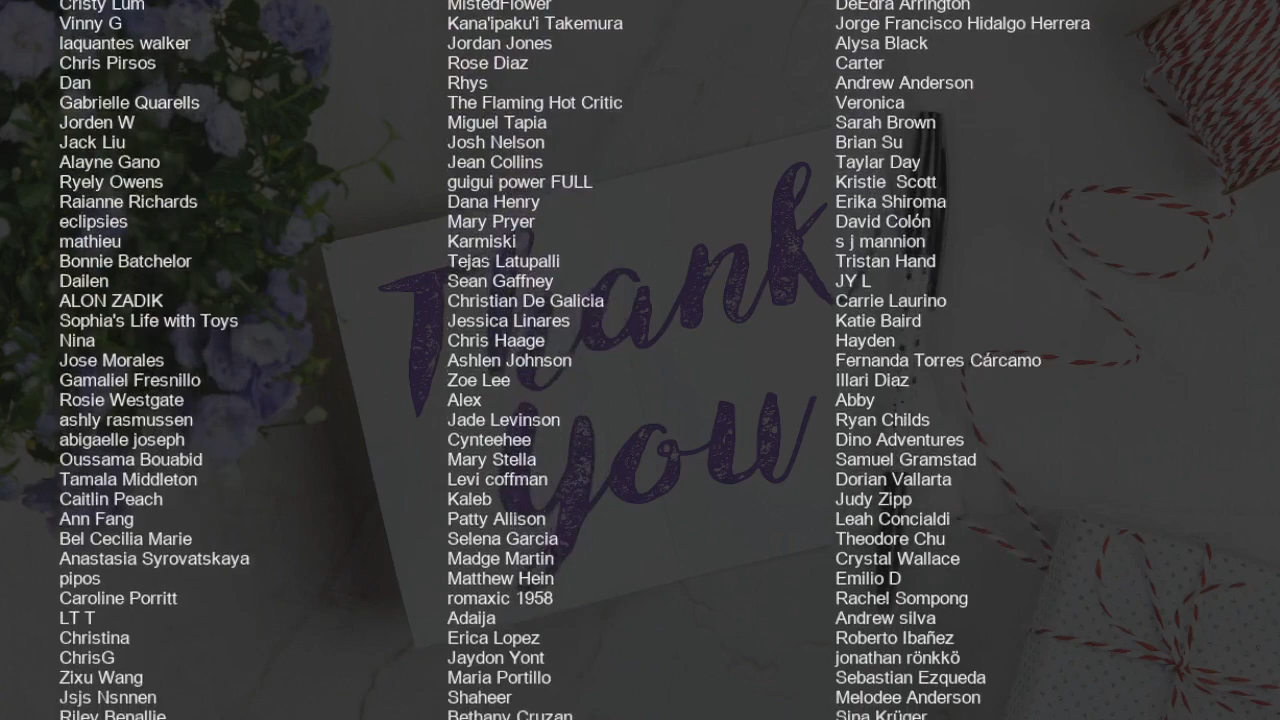 Cristy Lum
Vinny G
laquantes walker
Chris Pirsos
Dan
Gabrielle Quarells
Jorden W
Jack Liu
Alayne Gano
Ryely Owens
Raianne Richards
eclipsies
mathieu
Bonnie Batchelor
Dailen
ALON ZADIK
Sophia's Life with Toys
Nina
Jose Morales
Gamaliel Fresnillo
Rosie Westgate
ashly rasmussen
abigaelle joseph
Oussama Bouabid
Tamala Middleton
Caitlin Peach
Ann Fang
Bel Cecilia Marie
Anastasia Syrovatskaya
pipos
Caroline Porritt
LT T
Christina
ChrisG
Zixu Wang
Jsjs Nsnnen
Riley Benallie
MistedFlower
Kana'ipaku'i Takemura
Jordan Jones
Rose Diaz
Rhys
The Flaming Hot Critic
Miguel Tapia
Josh Nelson
Jean Collins
guigui power FULL
Dana Henry
Mary Pryer
Karmiski
Tejas Latupalli
Sean Gaffney
Christian De Galicia
Jessica Linares
Chris Haage
Ashlen Johnson
Zoe Lee
Alex
Jade Levinson
Cynteehee
Mary Stella
Levi coffman
Kaleb
Patty Allison
Selena Garcia
Madge Martin
Matthew Hein
romaxic 1958
Adaija
Erica Lopez
Jaydon Yont
Maria Portillo
Shaheer
Bethany Cruzan
DeEdra Arrington
Jorge Francisco Hidalgo Herrera
Alysa Black
Carter
Andrew Anderson
Veronica
Sarah Brown
Brian Su
Taylar Day
Kristie  Scott
Erika Shiroma
David Colón
s j mannion
Tristan Hand
JY L
Carrie Laurino
Katie Baird
Hayden
Fernanda Torres Cárcamo
Illari Diaz
Abby
Ryan Childs
Dino Adventures
Samuel Gramstad
Dorian Vallarta
Judy Zipp
Leah Concialdi
Theodore Chu
Crystal Wallace
Emilio D
Rachel Sompong
Andrew silva
Roberto Ibañez
jonathan rönkkö
Sebastian Ezqueda
Melodee Anderson
Sina Krüger
Thank
you